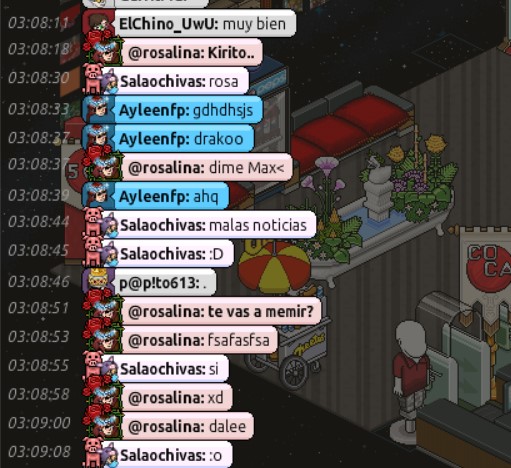 03:08:11 ElChino_UwU: muy bien
03:08:18 @rosalina: Kirito..
03:08:30 Salaochivas: rosa
03:08:33 Ayleenfp: gdhdhsjs
03:08:37 Ayleenfp: drakoo
03:08:37 @rosalina: dime Max<
03:08:39 Ayleenfp: ahq
03:08:44 Salaochivas: malas noticias
03:08:45 Salaochivas: :D
03:08:46 p@p!to613: .
03:08:51 @rosalina: te vas a memir?
03:08:53 @rosalina: fsafasfsa
03:08:55 Salaochivas: si
03:08:58 @rosalina: xd
03:09:00 @rosalina: dalee
03:09:08 Salaochivas: :o